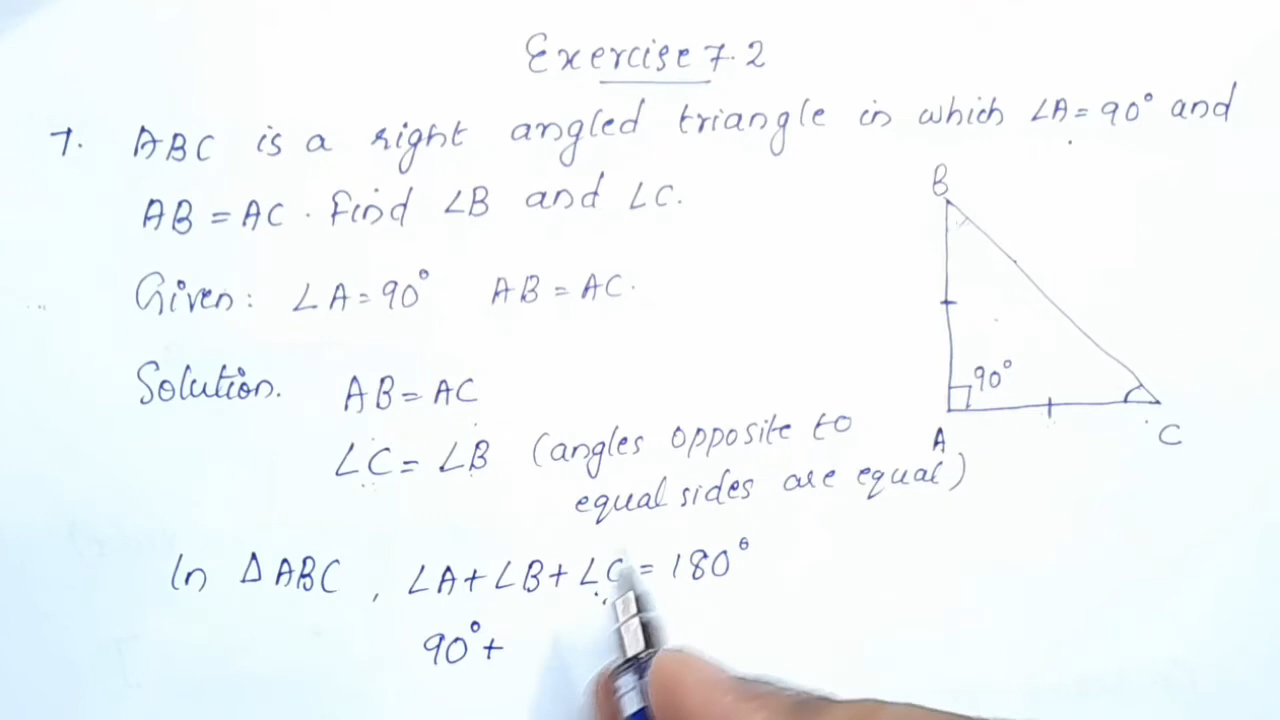 Exercise 7.2
7. ABC is a right angled triangle in which ∠A = 90° and
AB = AC. Find ∠B and ∠C.
Given: ∠A = 90° AB = AC.
Solution. AB = AC
∠C = ∠B (angles opposite to
equal sides are equal)
In ΔABC, ∠A + ∠B + ∠C = 180°
90° +
B
90°
A
C